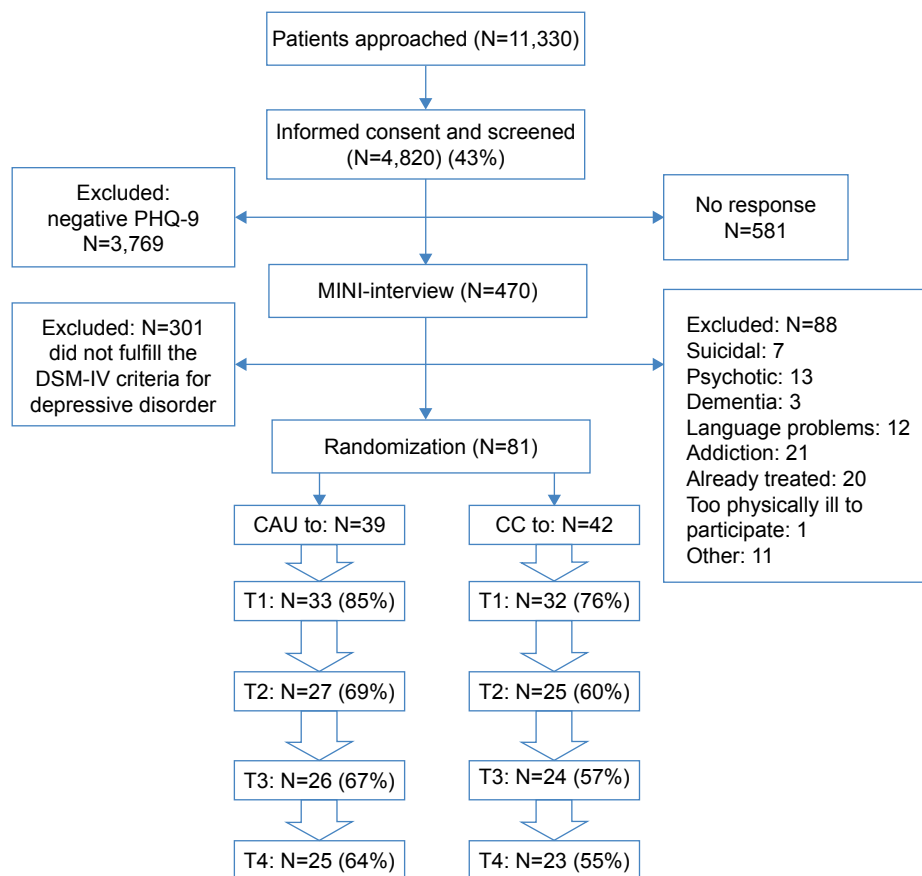 Patients approached (N=11,330)
Informed consent and screened
(N=4,820) (43%)
Excluded:
negative PHQ-9
N=3,769
No response
N=581
MINI-interview (N=470)
Excluded: N=301
did not fulfill the
DSM-IV criteria for
depressive disorder
Excluded: N=88
Suicidal: 7
Psychotic: 13
Dementia: 3
Language problems: 12
Addiction: 21
Already treated: 20
Too physically ill to
participate: 1
Other: 11
Randomization (N=81)
CAU to: N=39
CC to: N=42
T1: N=33 (85%)
T1: N=32 (76%)
T2: N=27 (69%)
T2: N=25 (60%)
T3: N=26 (67%)
T3: N=24 (57%)
T4: N=25 (64%)
T4: N=23 (55%)